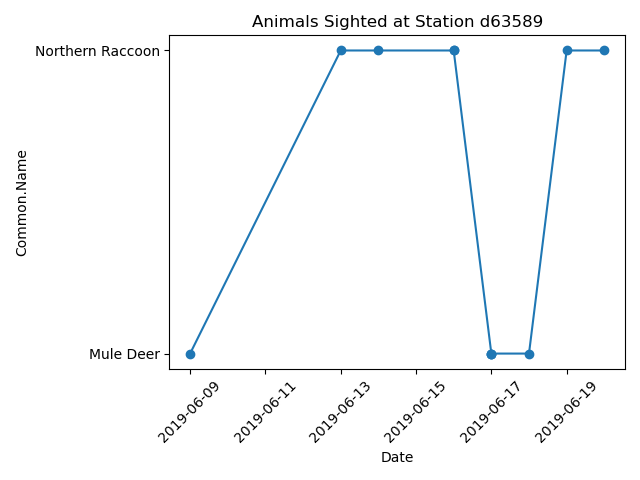 Animals Sighted at Station d63589
Northern Raccoon
Common.Name
Mule Deer
2019-06-09
2019-06-11
2019-06-13
2019-06-15
2019-06-17
2019-06-19
Date